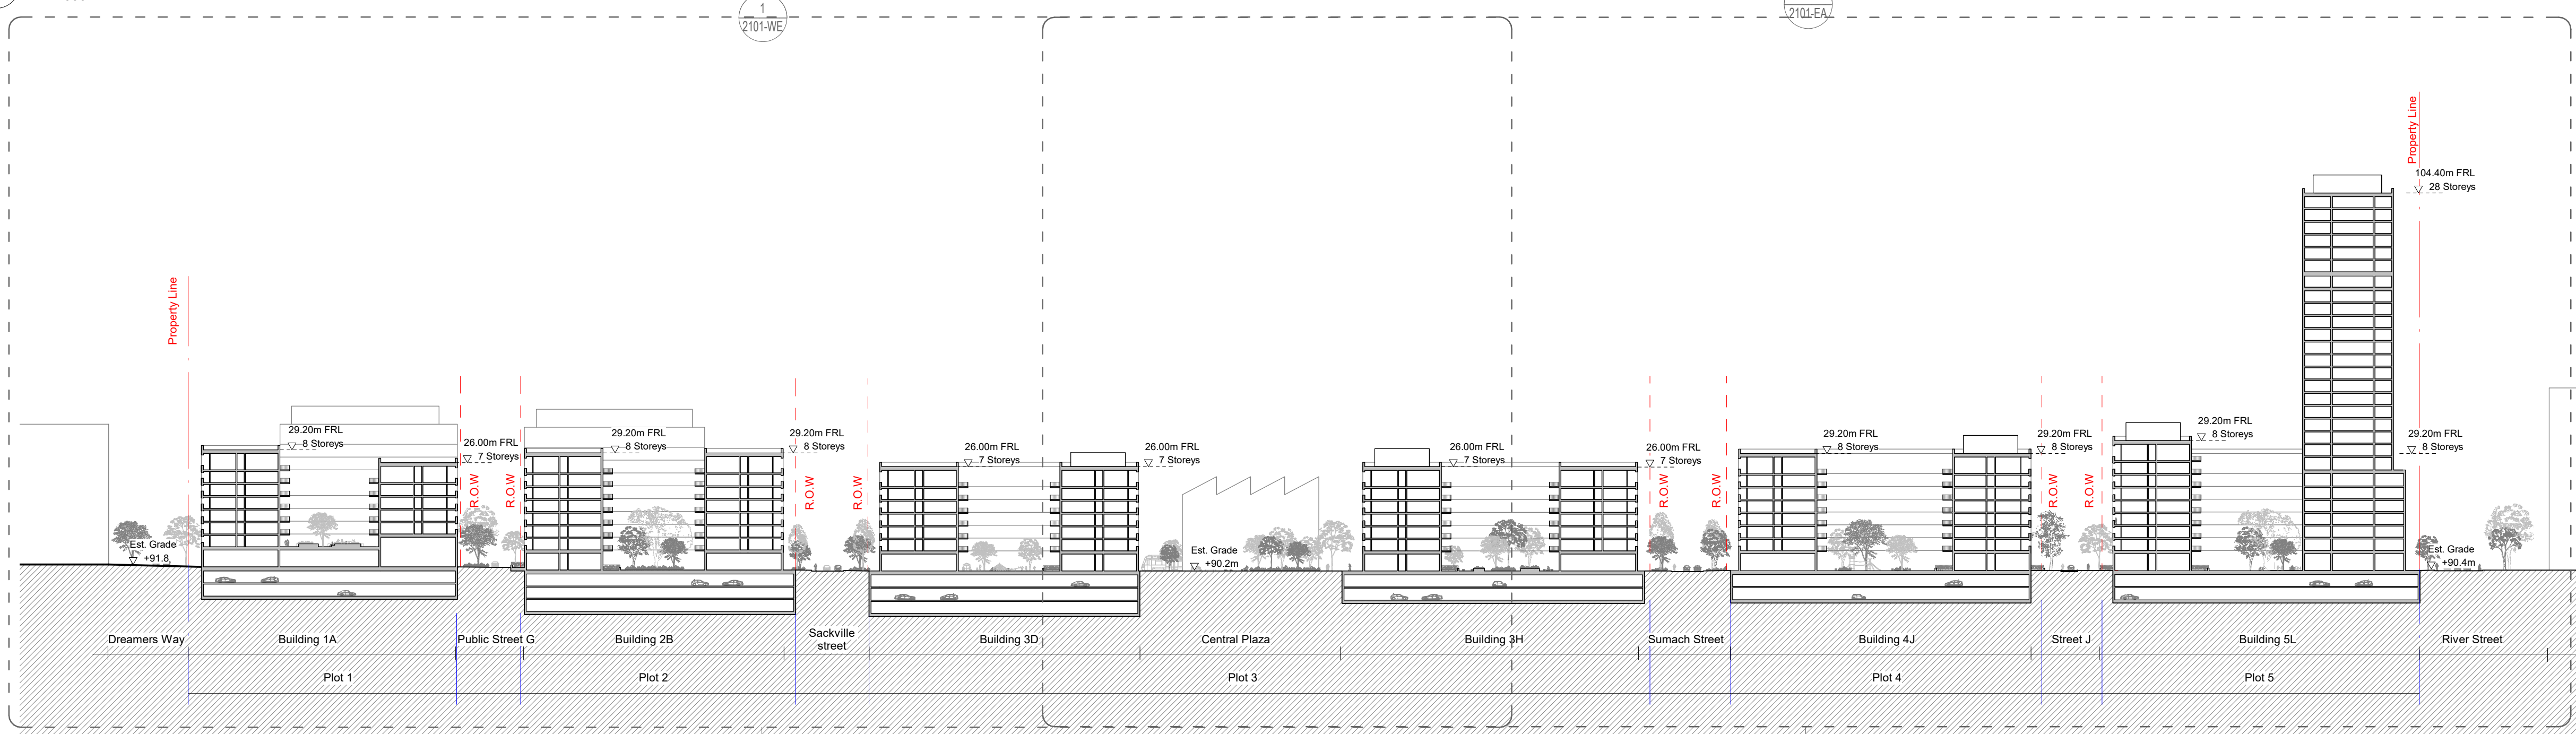 1
2101-WE
2101-EA
Property Line
Property Line
104.40m FRL
28 Storeys
29.20m FRL
8 Storeys
26.00m FRL
7 Storeys
29.20m FRL
8 Storeys
29.20m FRL
8 Storeys
26.00m FRL
7 Storeys
26.00m FRL
7 Storeys
26.00m FRL
7 Storeys
26.00m FRL
7 Storeys
29.20m FRL
8 Storeys
29.20m FRL
8 Storeys
29.20m FRL
8 Storeys
29.20m FRL
8 Storeys
R.O.W
R.O.W
R.O.W
R.O.W
R.O.W
R.O.W
R.O.W
R.O.W
Est. Grade
+91.8
Est. Grade
+90.2m
Est. Grade
+90.4m
Dreamers Way
Building 1A
Public Street G
Building 2B
Sackville
street
Building 3D
Central Plaza
Building 3H
Sumach Street
Building 4J
Street J
Building 5L
River Street
Plot 1
Plot 2
Plot 3
Plot 4
Plot 5